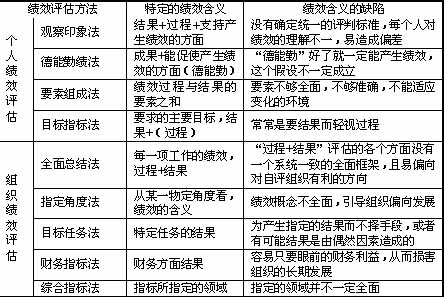 绩效评估方法 特定的绩效含义 绩效含义的缺陷
个人绩效评估
观察印象法 结果+过程+支持产生绩效的方面 没有确定统一的评判标准，每个人对绩效的理解不一，易造成偏差
德能勤绩法 成果+能促使产生绩效的方面（德能勤） “德能勤”好了就一定能产生绩效，这个假设不一定成立
要素组成法 绩效过程与结果的要素之和 要素不够全面，不够准确，不能适应变化的环境
目标指标法 要求的主要目标，结果+（过程） 常常是要结果而轻视过程
组织绩效评估
全面总结法 每一项工作的绩效，过程+结果 “过程+结果”评估的各个方面没有一个系统一致的全面框架，且易偏向对自评组织有利的方向
指定角度法 从某一物定角度看，绩效的含义 绩效概念不全面，引导组织偏向发展
目标任务法 特定任务的结果 为产生指定的结果而不择手段，或者有可能结果是由偶然因素造成的
财务指标法 财务方面结果 容易只要眼前的财务利益，从而损害组织的长期发展
综合指标法 指标所指定的领域 指定的领域并不一定全面